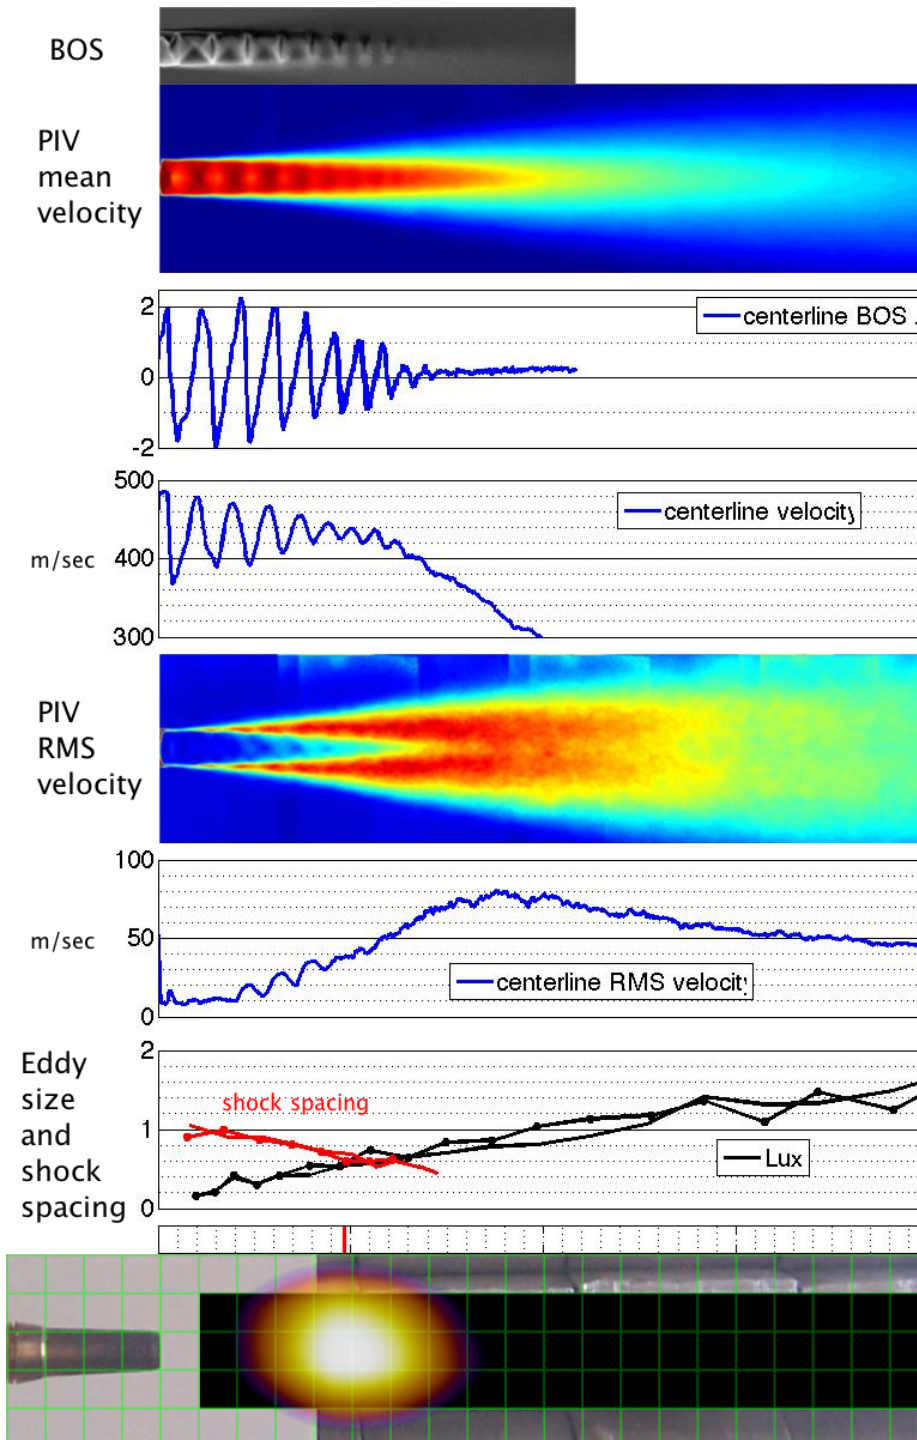 BOS
PIV
mean
velocity
2
centerline BOS
0
-2
500
centerline velocity
m/sec
400
300
PIV
RMS
velocity
100
m/sec
50
centerline RMS velocity
0
Eddy
size
and
shock
spacing
2
shock spacing
1
Lux
0